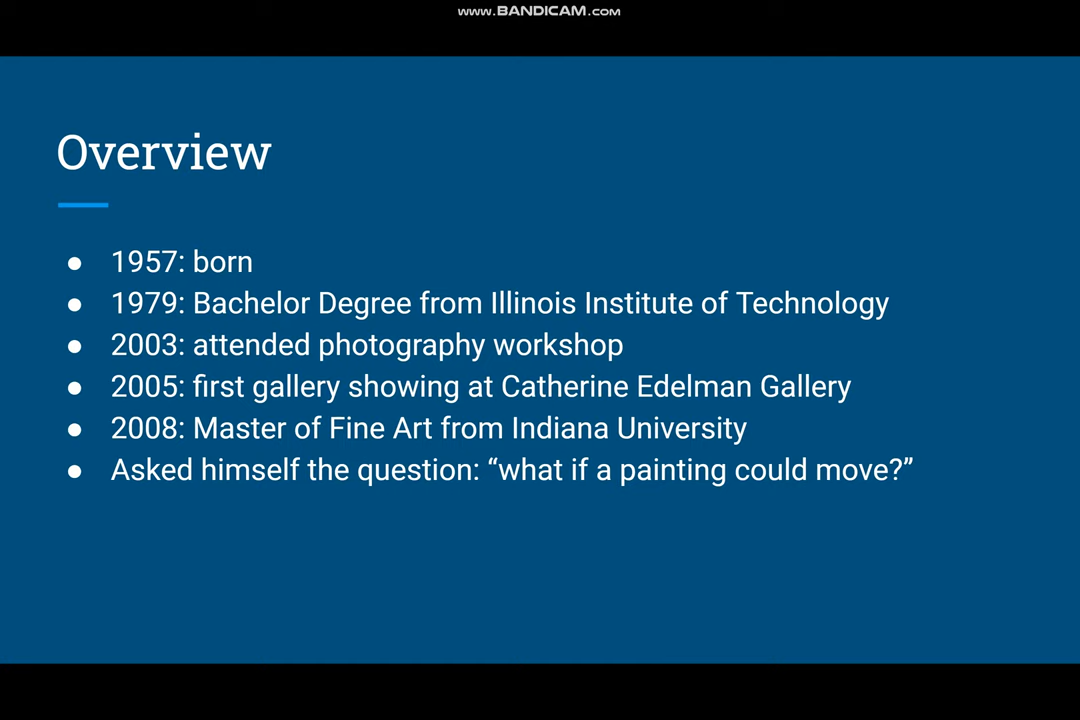 www.BANDICAM.com
Overview
● 1957: born
● 1979: Bachelor Degree from Illinois Institute of Technology
● 2003: attended photography workshop
● 2005: first gallery showing at Catherine Edelman Gallery
● 2008: Master of Fine Art from Indiana University
● Asked himself the question: “what if a painting could move?”